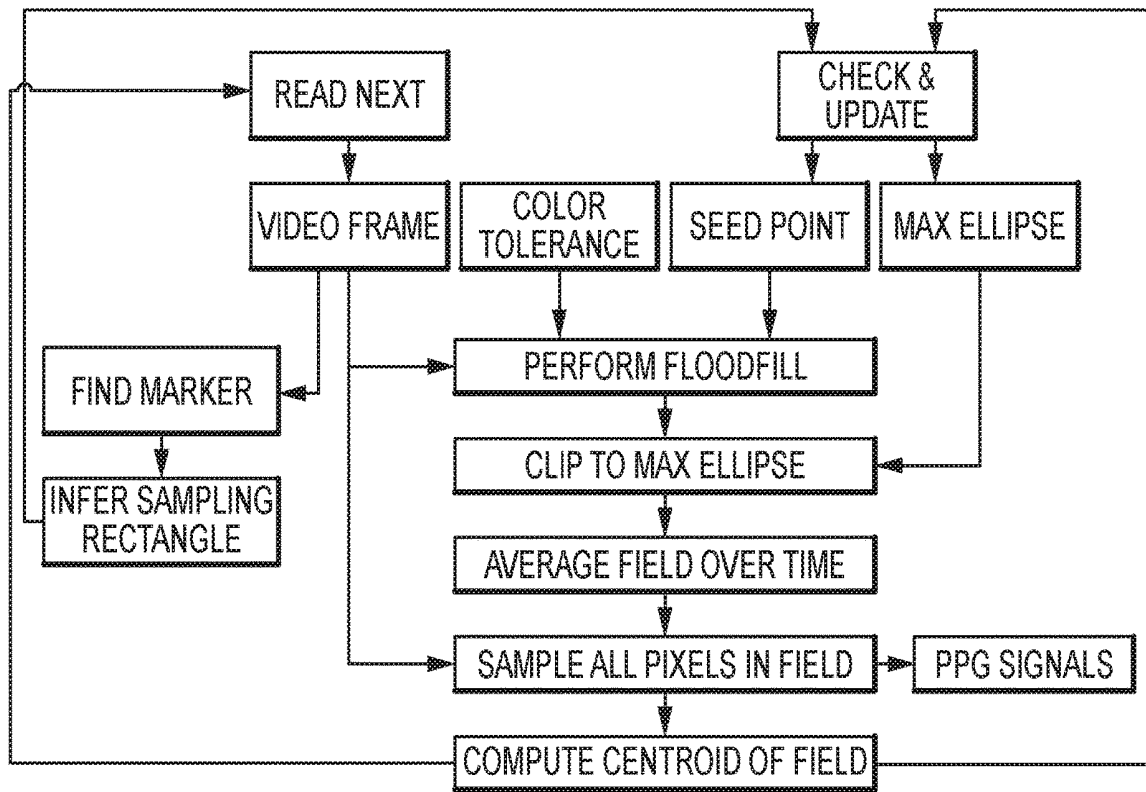 READ NEXT
CHECK &
UPDATE
VIDEO FRAME
COLOR
TOLERANCE
SEED POINT
MAX ELLIPSE
PERFORM FLOODFILL
FIND MARKER
CLIP TO MAX ELLIPSE
INFER SAMPLING
RECTANGLE
AVERAGE FIELD OVER TIME
SAMPLE ALL PIXELS IN FIELD
PPG SIGNALS
COMPUTE CENTROID OF FIELD